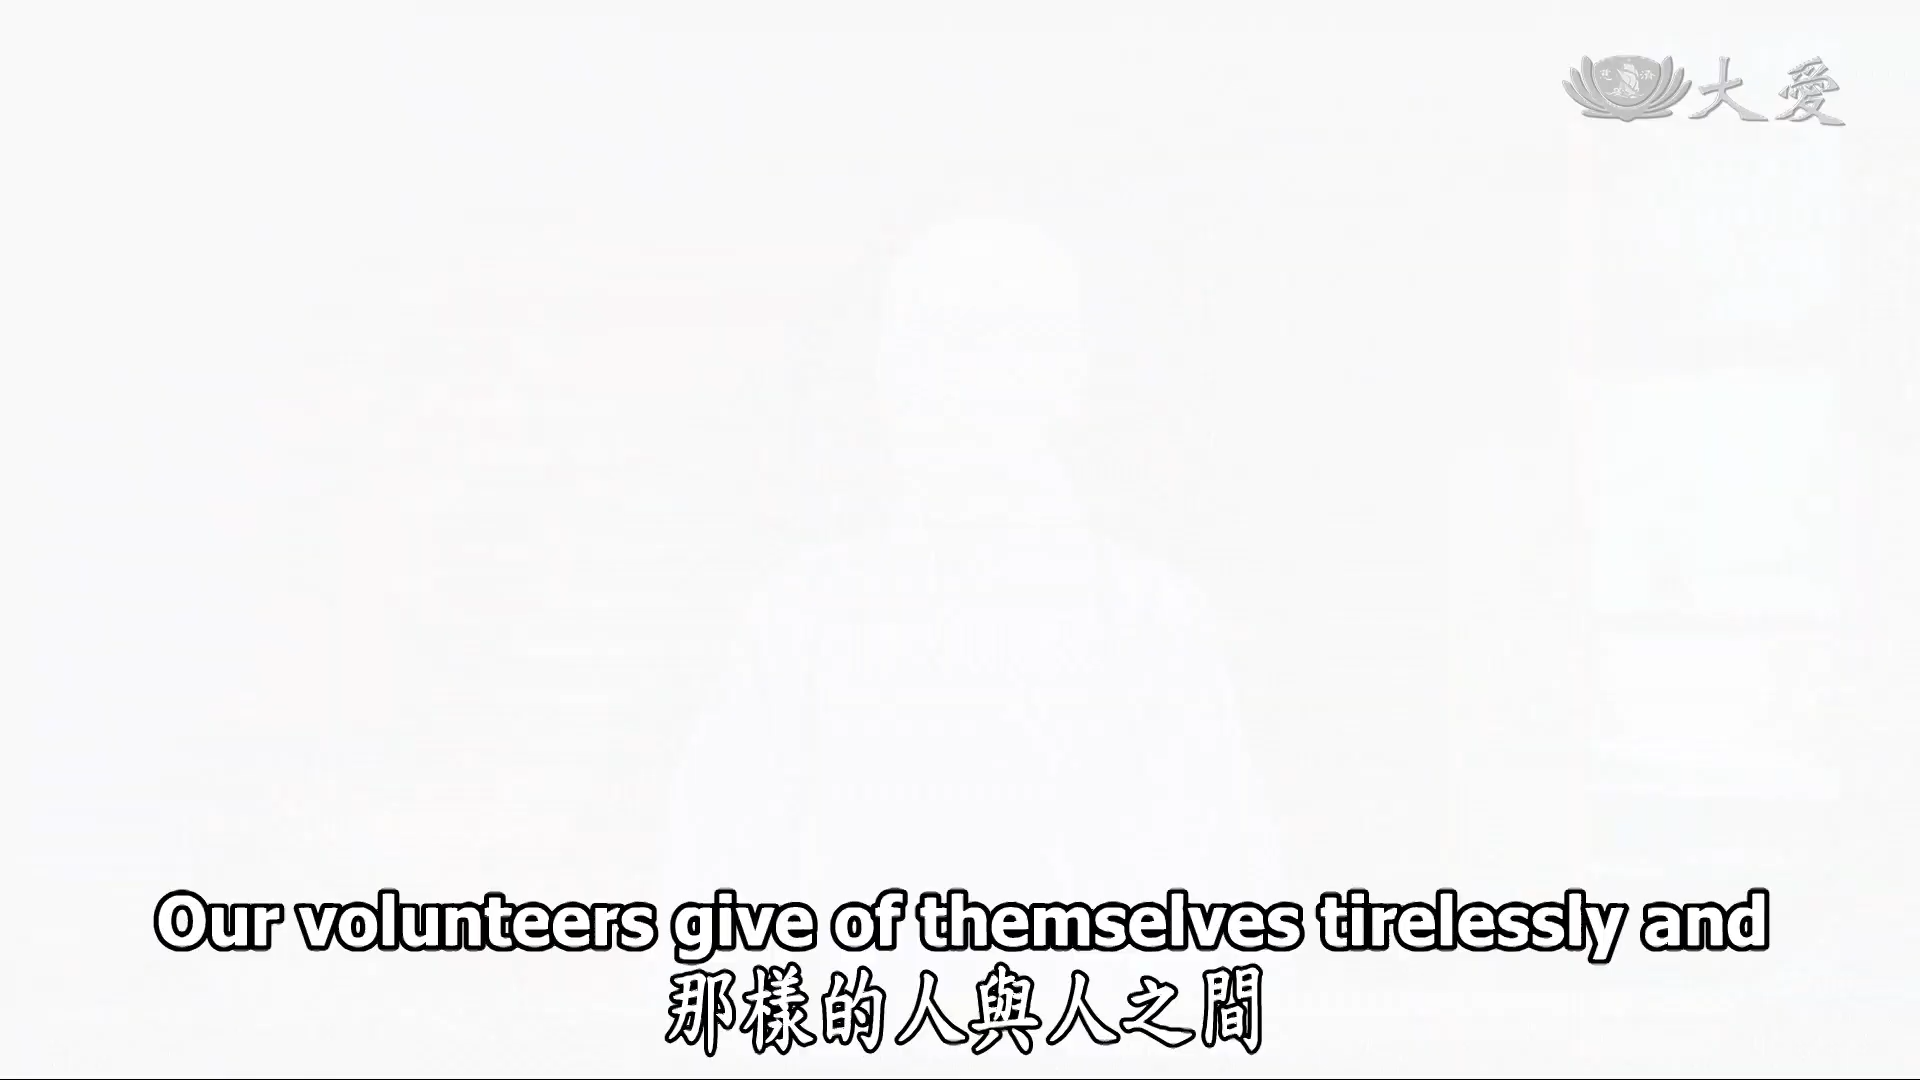 大愛
Our volunteers give of themselves tirelessly and
那樣的人與人之間